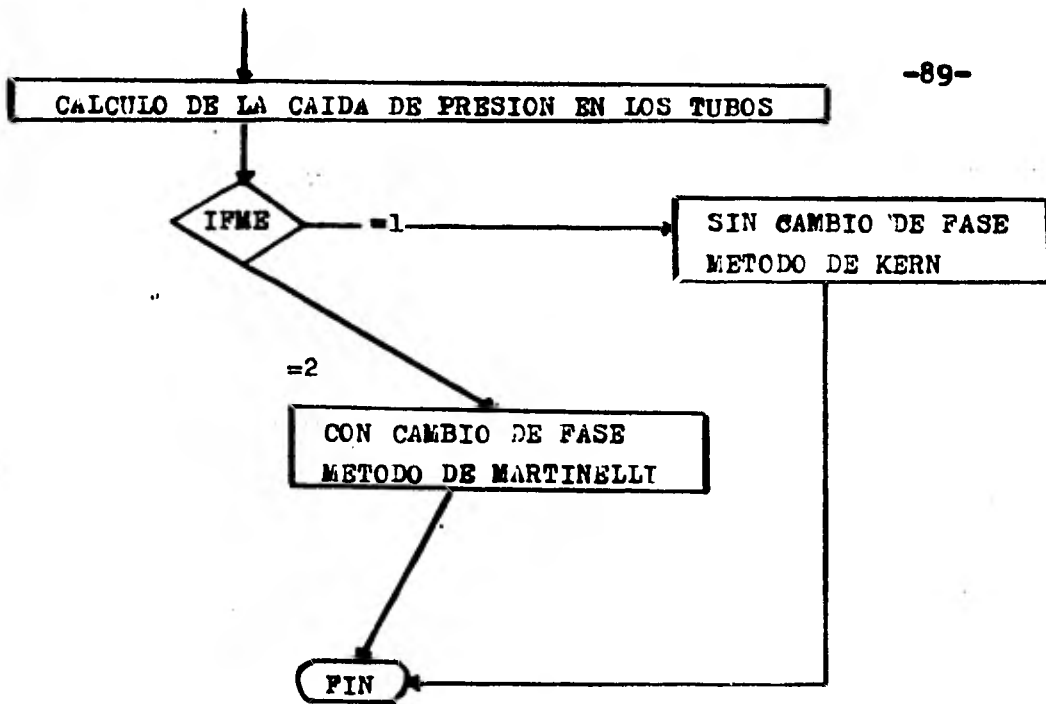 -89-
CALCULO DE LA CAIDA DE PRESION EN LOS TUBOS
IFME
=1
SIN CAMBIO DE FASE
METODO DE KERN
=2
CON CAMBIO DE FASE
METODO DE MARTINELLI
FIN